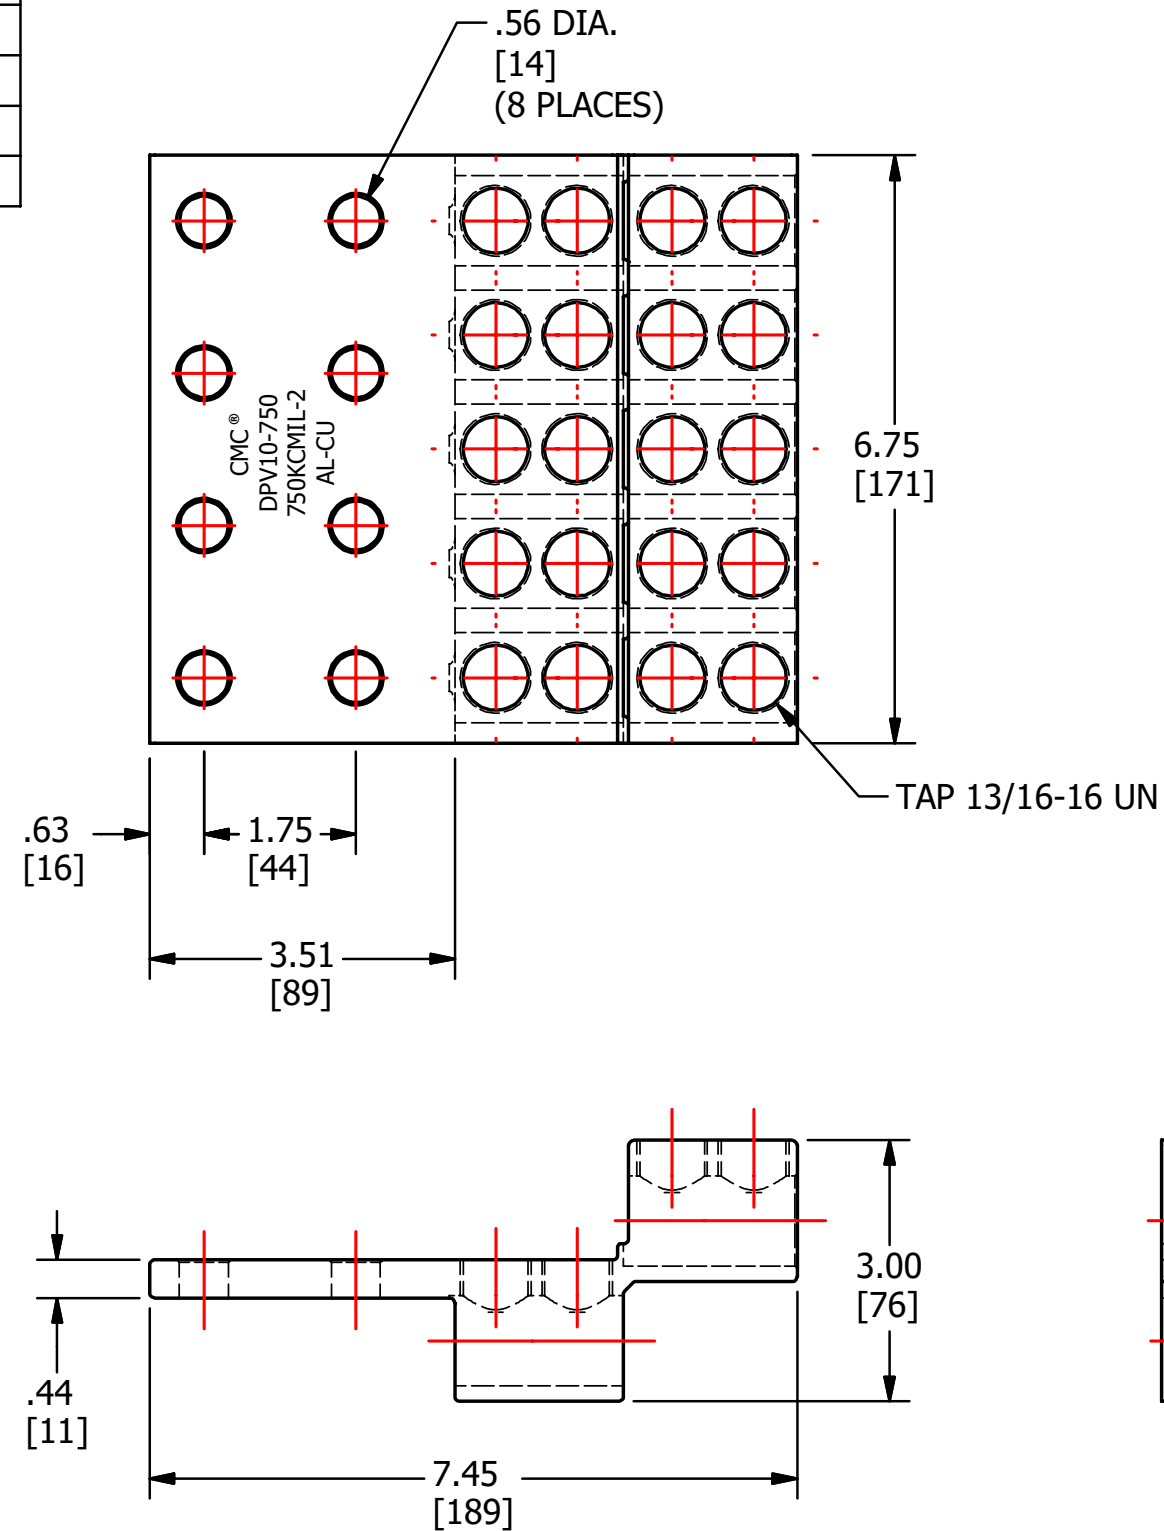 .56 DIA.
[14]
(8 PLACES)
CMC®
DPV10-750
750KCMIL-2
AL-CU
6.75
[171]
TAP 13/16-16 UN
.63
[16]
1.75
[44]
3.51
[89]
3.00
[76]
.44
[11]
7.45
[189]